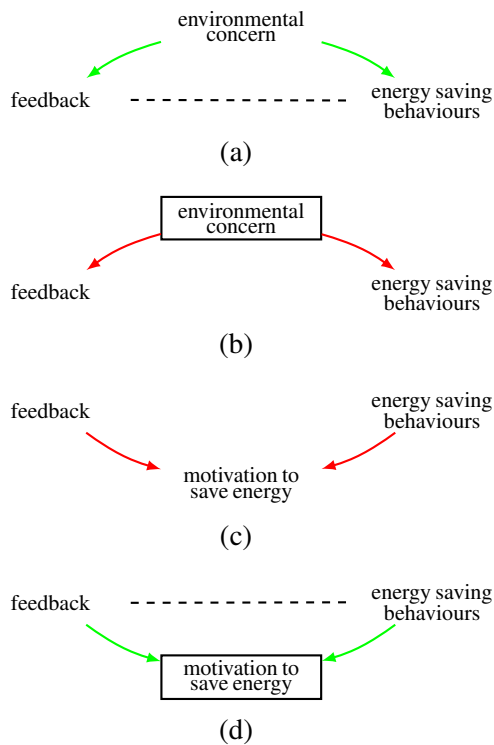 environmental
concern
feedback
energy saving
behaviours
(a)
environmental
concern
feedback
energy saving
behaviours
(b)
feedback
energy saving
behaviours
motivation to
save energy
(c)
feedback
energy saving
behaviours
motivation to
save energy
(d)